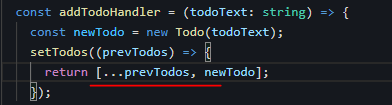 const addTodoHandler = (todoText: string) => {
const newTodo = new Todo(todoText);
setTodos((prevTodos) => {
return [...prevTodos, newTodo];
});